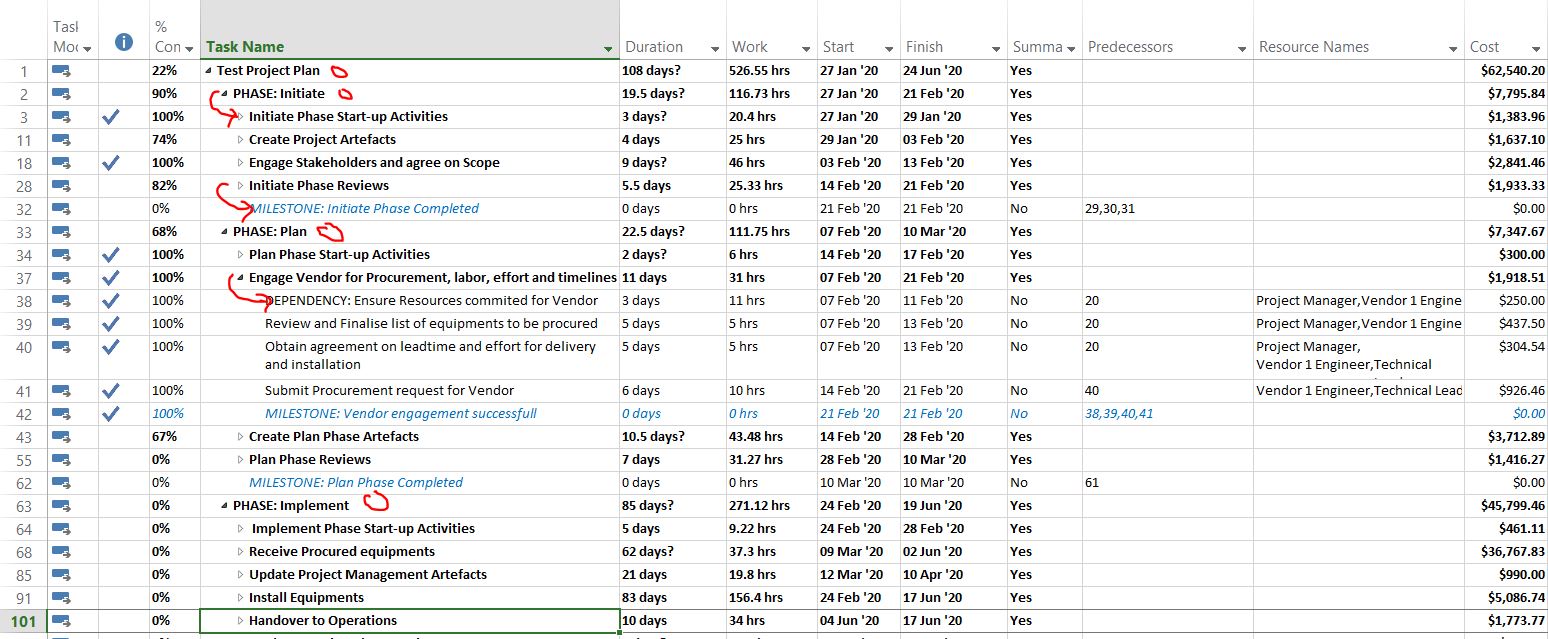 Task Mod % Com Task Name Duration Work Start Finish Summa Predecessors Resource Names Cost
1 22% Test Project Plan 108 days? 526.55 hrs 27 Jan '20 24 Jun '20 Yes $62,540.20
2 90% PHASE: Initiate 19.5 days? 116.73 hrs 27 Jan '20 21 Feb '20 Yes $7,795.84
3 100% Initiate Phase Start-up Activities 3 days? 20.4 hrs 27 Jan '20 29 Jan '20 Yes $1,383.96
11 74% Create Project Artefacts 4 days 25 hrs 29 Jan '20 03 Feb '20 Yes $1,637.10
18 100% Engage Stakeholders and agree on Scope 9 days? 46 hrs 03 Feb '20 13 Feb '20 Yes $2,841.46
28 82% Initiate Phase Reviews 5.5 days 25.33 hrs 14 Feb '20 21 Feb '20 Yes $1,933.33
32 0% MILESTONE: Initiate Phase Completed 0 days 0 hrs 21 Feb '20 21 Feb '20 No 29,30,31 $0.00
33 68% PHASE: Plan 22.5 days? 111.75 hrs 07 Feb '20 10 Mar '20 Yes $7,347.67
34 100% Plan Phase Start-up Activities 2 days? 6 hrs 14 Feb '20 17 Feb '20 Yes $300.00
37 100% Engage Vendor for Procurement, labor, effort and timelines 11 days 31 hrs 07 Feb '20 21 Feb '20 Yes $1,918.51
38 100% DEPENDENCY: Ensure Resources commited for Vendor 3 days 11 hrs 07 Feb '20 11 Feb '20 No 20 Project Manager,Vendor 1 Engine $250.00
39 100% Review and Finalise list of equipments to be procured 5 days 5 hrs 07 Feb '20 13 Feb '20 No 20 Project Manager,Vendor 1 Engine $437.50
40 100% Obtain agreement on leadtime and effort for delivery 5 days 5 hrs 07 Feb '20 13 Feb '20 No 20 Project Manager, $304.54
and installation Vendor 1 Engineer,Technical
41 100% Submit Procurement request for Vendor 6 days 10 hrs 14 Feb '20 21 Feb '20 No 40 Vendor 1 Engineer,Technical Lead $926.46
42 100% MILESTONE: Vendor engagement successfull 0 days 0 hrs 21 Feb '20 21 Feb '20 No 38,39,40,41 $0.00
43 67% Create Plan Phase Artefacts 10.5 days? 43.48 hrs 14 Feb '20 28 Feb '20 Yes $3,712.89
55 0% Plan Phase Reviews 7 days 31.27 hrs 28 Feb '20 10 Mar '20 Yes $1,416.27
62 0% MILESTONE: Plan Phase Completed 0 days 0 hrs 10 Mar '20 10 Mar '20 No 61 $0.00
63 0% PHASE: Implement 85 days? 271.12 hrs 24 Feb '20 19 Jun '20 Yes $45,799.46
64 0% Implement Phase Start-up Activities 5 days 9.22 hrs 24 Feb '20 28 Feb '20 Yes $461.11
68 0% Receive Procured equipments 62 days? 37.3 hrs 09 Mar '20 02 Jun '20 Yes $36,767.83
85 0% Update Project Management Artefacts 21 days 19.8 hrs 12 Mar '20 10 Apr '20 Yes $990.00
91 0% Install Equipments 83 days 156.4 hrs 24 Feb '20 17 Jun '20 Yes $5,086.74
101 0% Handover to Operations 10 days 34 hrs 04 Jun '20 17 Jun '20 Yes $1,773.77